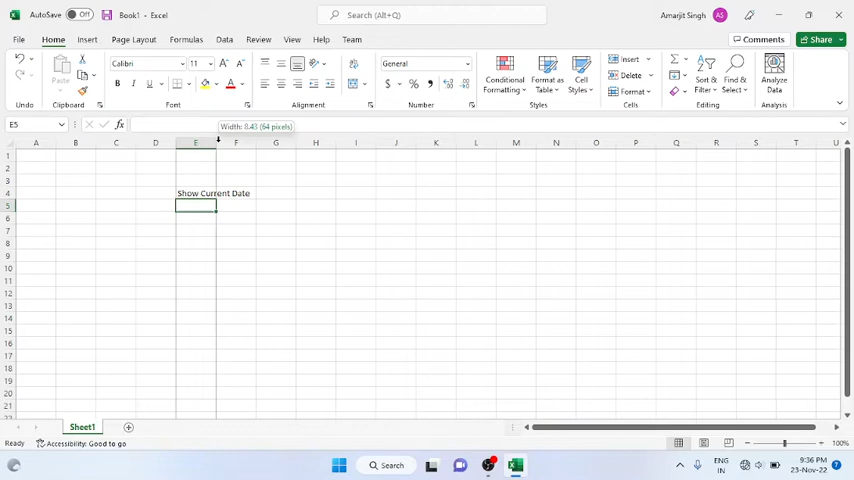 AutoSave Off Book1 - Excel Search (Alt+Q) Amarjit Singh AS
File Home Insert Page Layout Formulas Data Review View Help Team Comments Share
Calibri 11 A A General Insert
Paste Conditional Format as Cell Delete Sort & Find & Analyze
B I U A $ % , Formatting Table Styles Format Filter Select Data
Undo Clipboard Font Alignment Number Styles Cells Editing Analysis
E5 fx
Width: 8.43 (64 pixels)
A B C D E F G H I J K L M N O P Q R S T U
1
2
3
4 Show Current Date
5
6
7
8
9
10
11
12
13
14
15
16
17
18
19
20
21
22
Sheet1
Ready Accessibility: Good to go 100%
Search ENG IN 9:36 PM 23-Nov-22